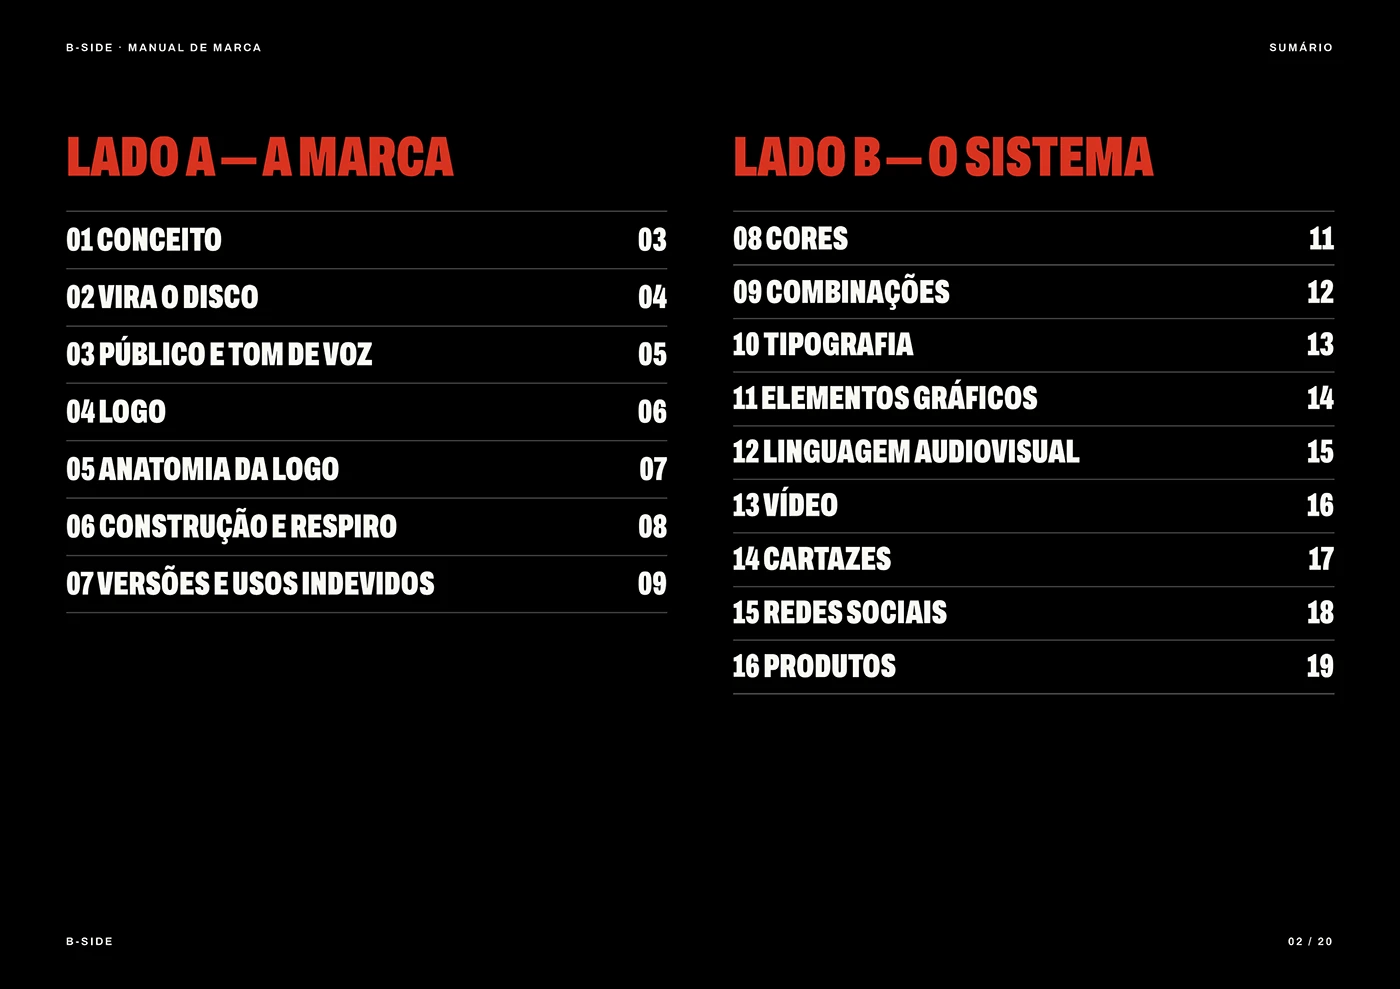 B-SIDE · MANUAL DE MARCA
SUMÁRIO
LADO A — A MARCA
01 CONCEITO 03
02 VIRA O DISCO 04
03 PÚBLICO E TOM DE VOZ 05
04 LOGO 06
05 ANATOMIA DA LOGO 07
06 CONSTRUÇÃO E RESPIRO 08
07 VERSÕES E USOS INDEVIDOS 09
LADO B — O SISTEMA
08 CORES 11
09 COMBINAÇÕES 12
10 TIPOGRAFIA 13
11 ELEMENTOS GRÁFICOS 14
12 LINGUAGEM AUDIOVISUAL 15
13 VÍDEO 16
14 CARTAZES 17
15 REDES SOCIAIS 18
16 PRODUTOS 19
B-SIDE
02 / 20